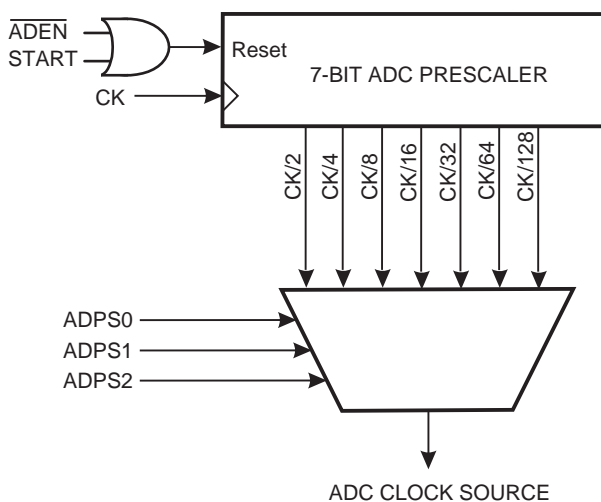 ADEN
START
Reset
7-BIT ADC PRESCALER
CK
CK/2
CK/4
CK/8
CK/16
CK/32
CK/64
CK/128
ADPS0
ADPS1
ADPS2
ADC CLOCK SOURCE